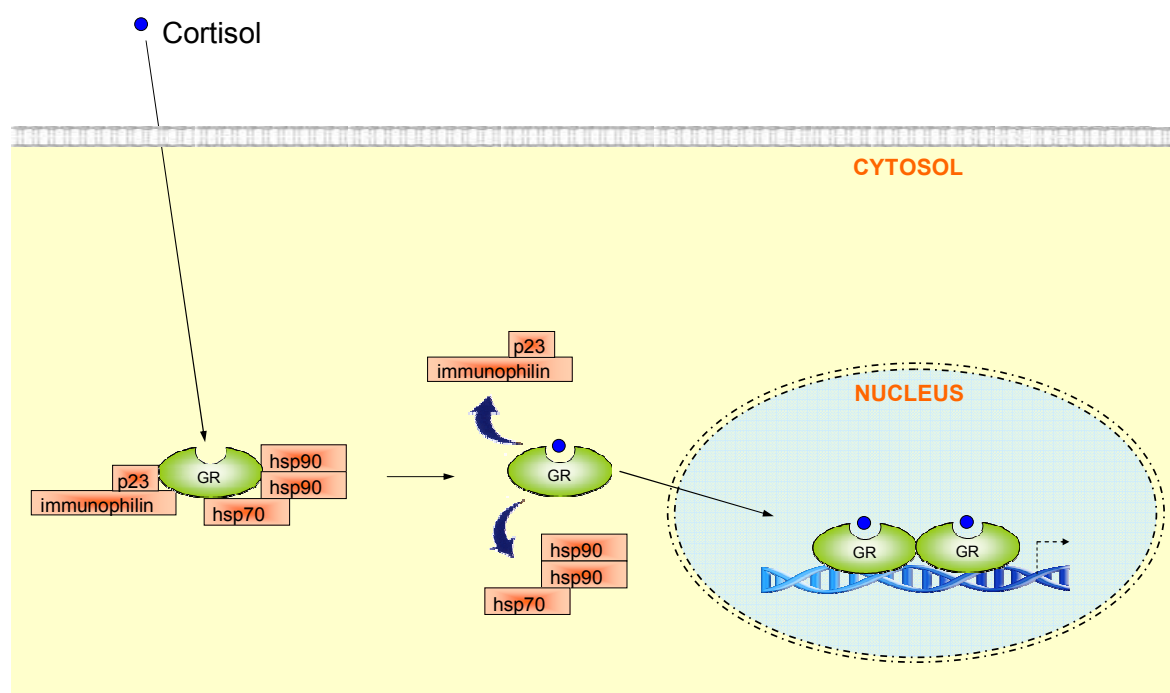 Cortisol
CYTOSOL
p23
immunophilin
NUCLEUS
GR
hsp90
hsp90
p23
immunophilin
GR
hsp70
hsp90
hsp90
hsp70
GR
GR